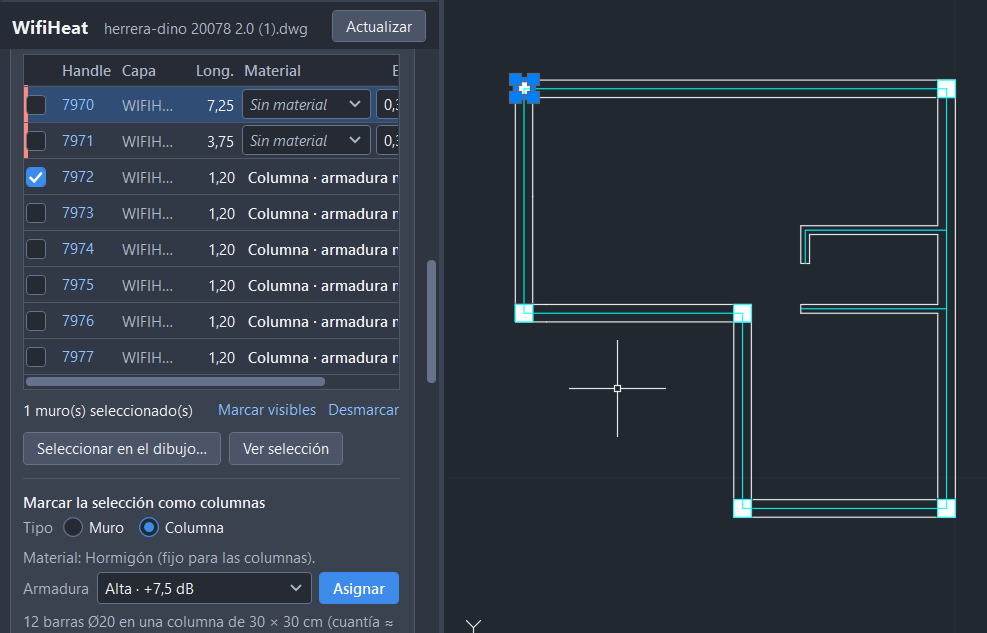 WifiHeat herrera-dino 20078 2.0 (1).dwg Actualizar
Handle Capa Long. Material E
7970 WIFIH... 7,25 Sin material 0,3
7971 WIFIH... 3,75 Sin material 0,3
7972 WIFIH... 1,20 Columna · armadura
7973 WIFIH... 1,20 Columna · armadura
7974 WIFIH... 1,20 Columna · armadura
7975 WIFIH... 1,20 Columna · armadura
7976 WIFIH... 1,20 Columna · armadura
7977 WIFIH... 1,20 Columna · armadura
1 muro(s) seleccionado(s) Marcar visibles Desmarcar
Seleccionar en el dibujo... Ver selección
Marcar la selección como columnas
Tipo Muro Columna
Material: Hormigón (fijo para las columnas).
Armadura Alta · +7,5 dB Asignar
12 barras Ø20 en una columna de 30 × 30 cm (cuantía ≈
Y